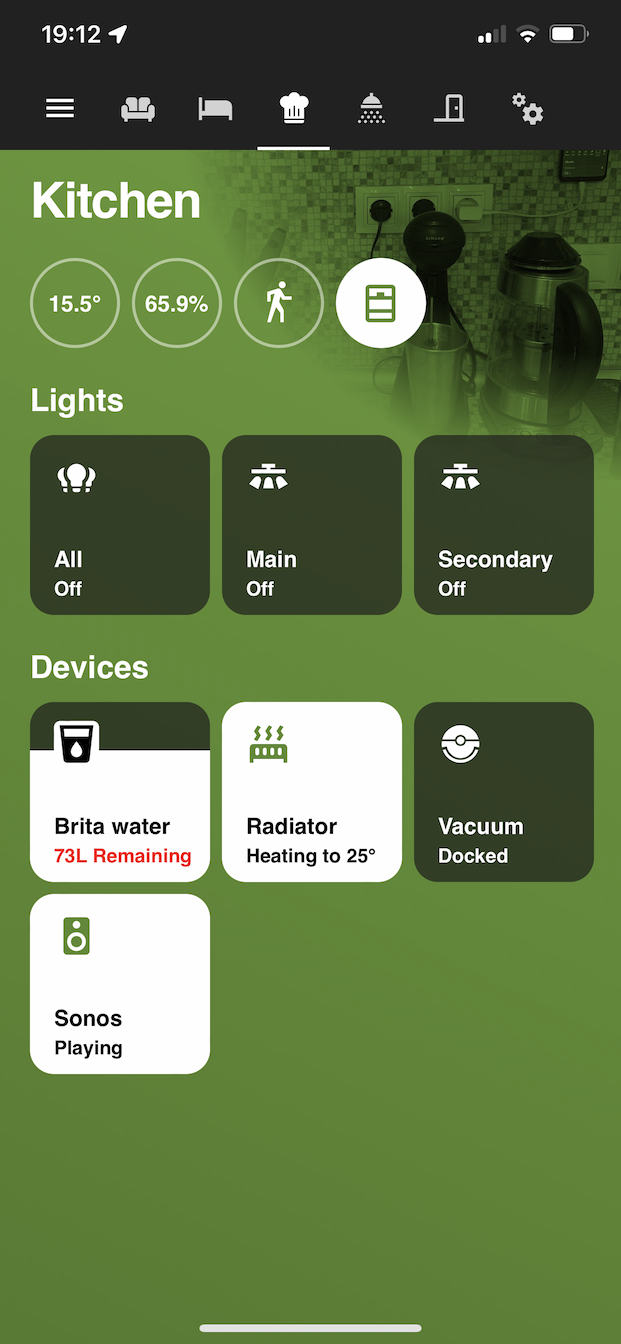 19:12
Kitchen
15.5°
65.9%
Lights
All
Off
Main
Off
Secondary
Off
Devices
Brita water
73L Remaining
Radiator
Heating to 25°
Vacuum
Docked
Sonos
Playing